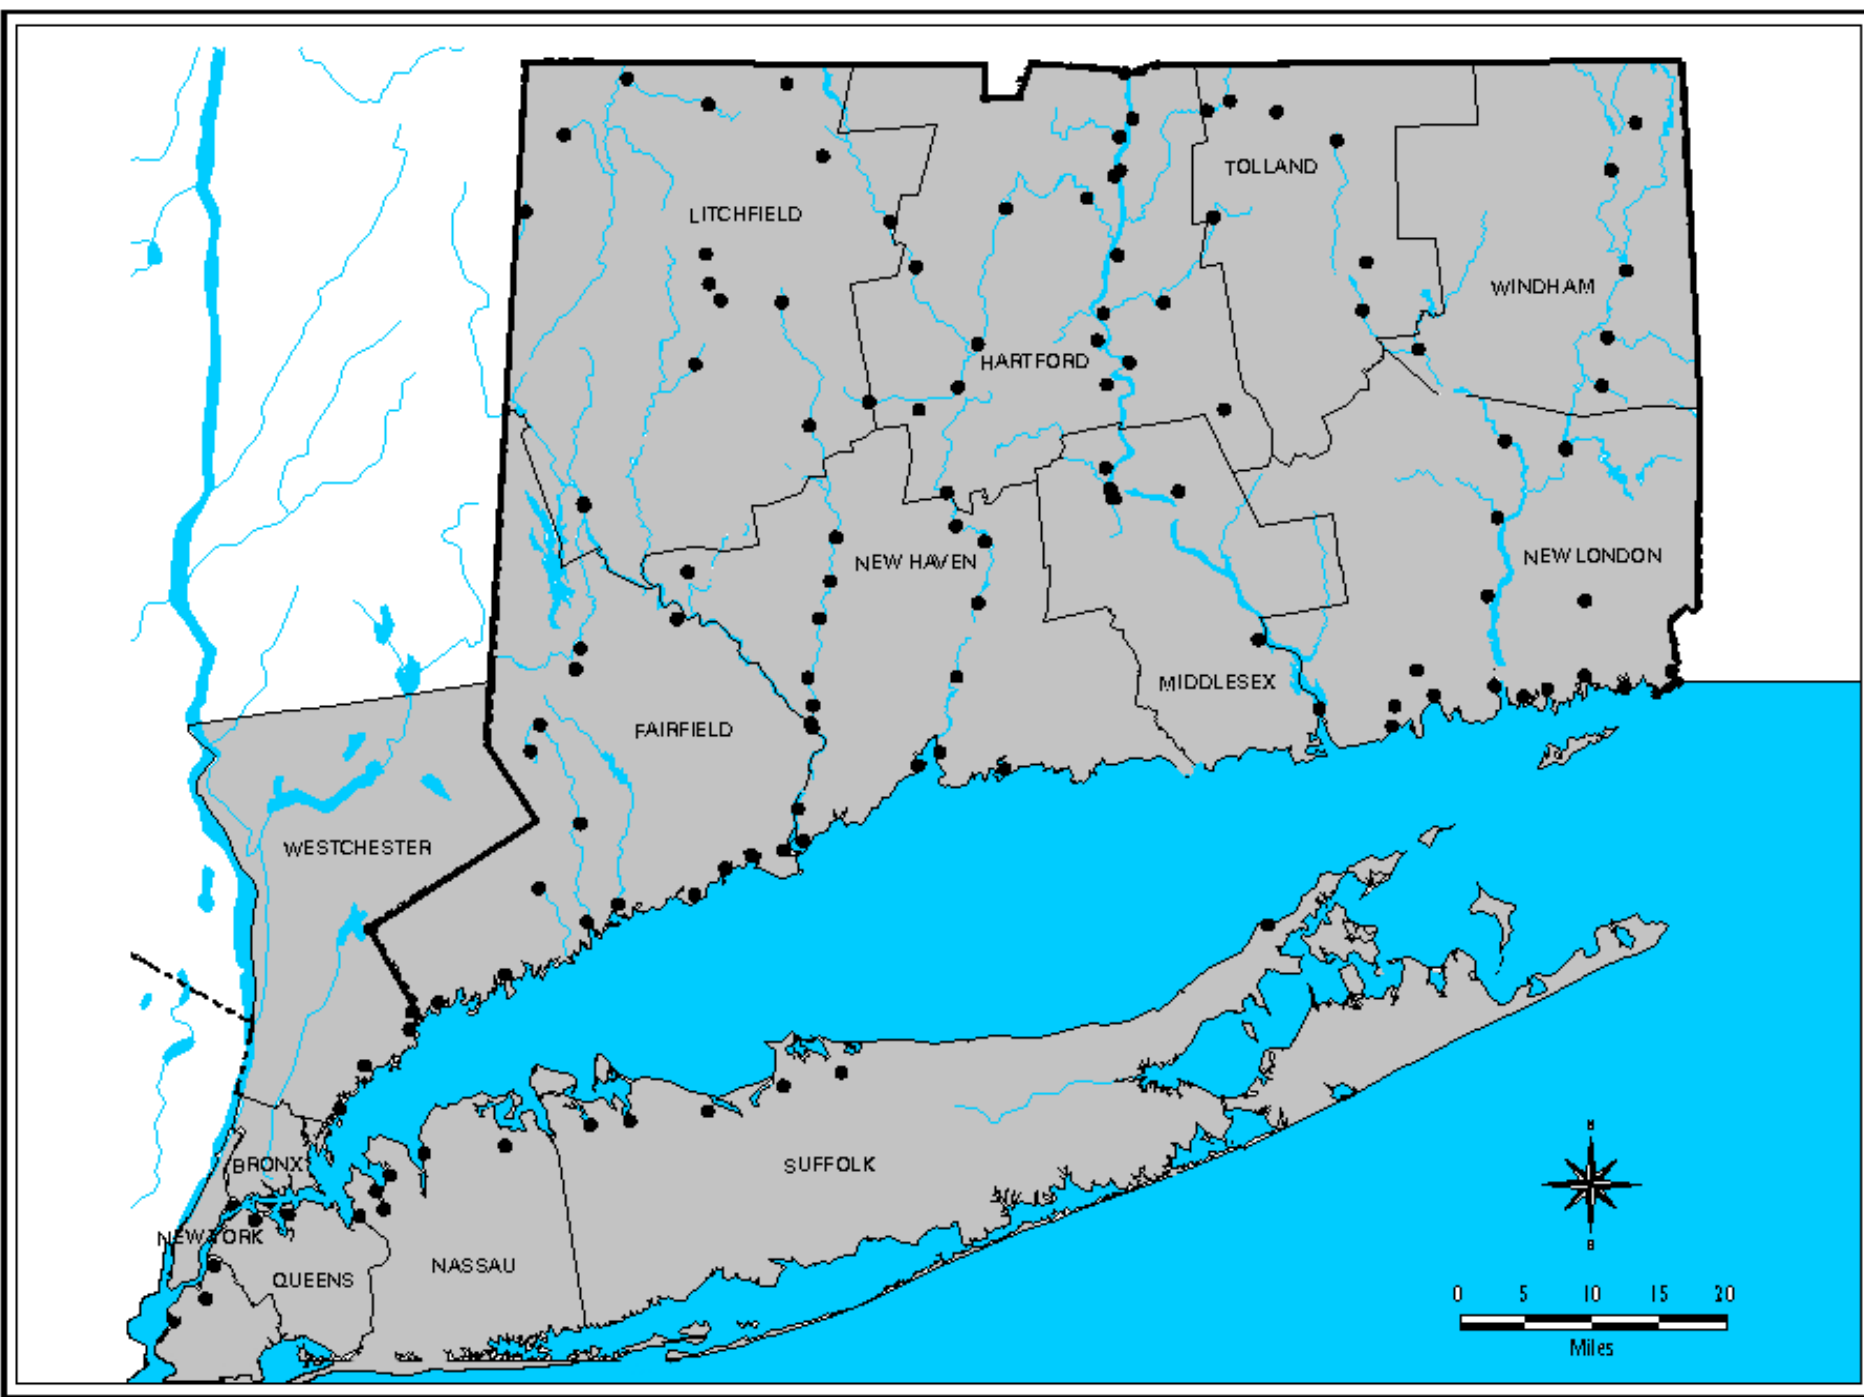 TOLLAND
LITCHFIELD
WINDHAM
HARTFORD
NEW HAVEN
NEW LONDON
MIDDLESEX
FAIRFIELD
WESTCHESTER
BRONX
SUFFOLK
NEW YORK
NASSAU
QUEENS
0 5 10 15 20
Miles